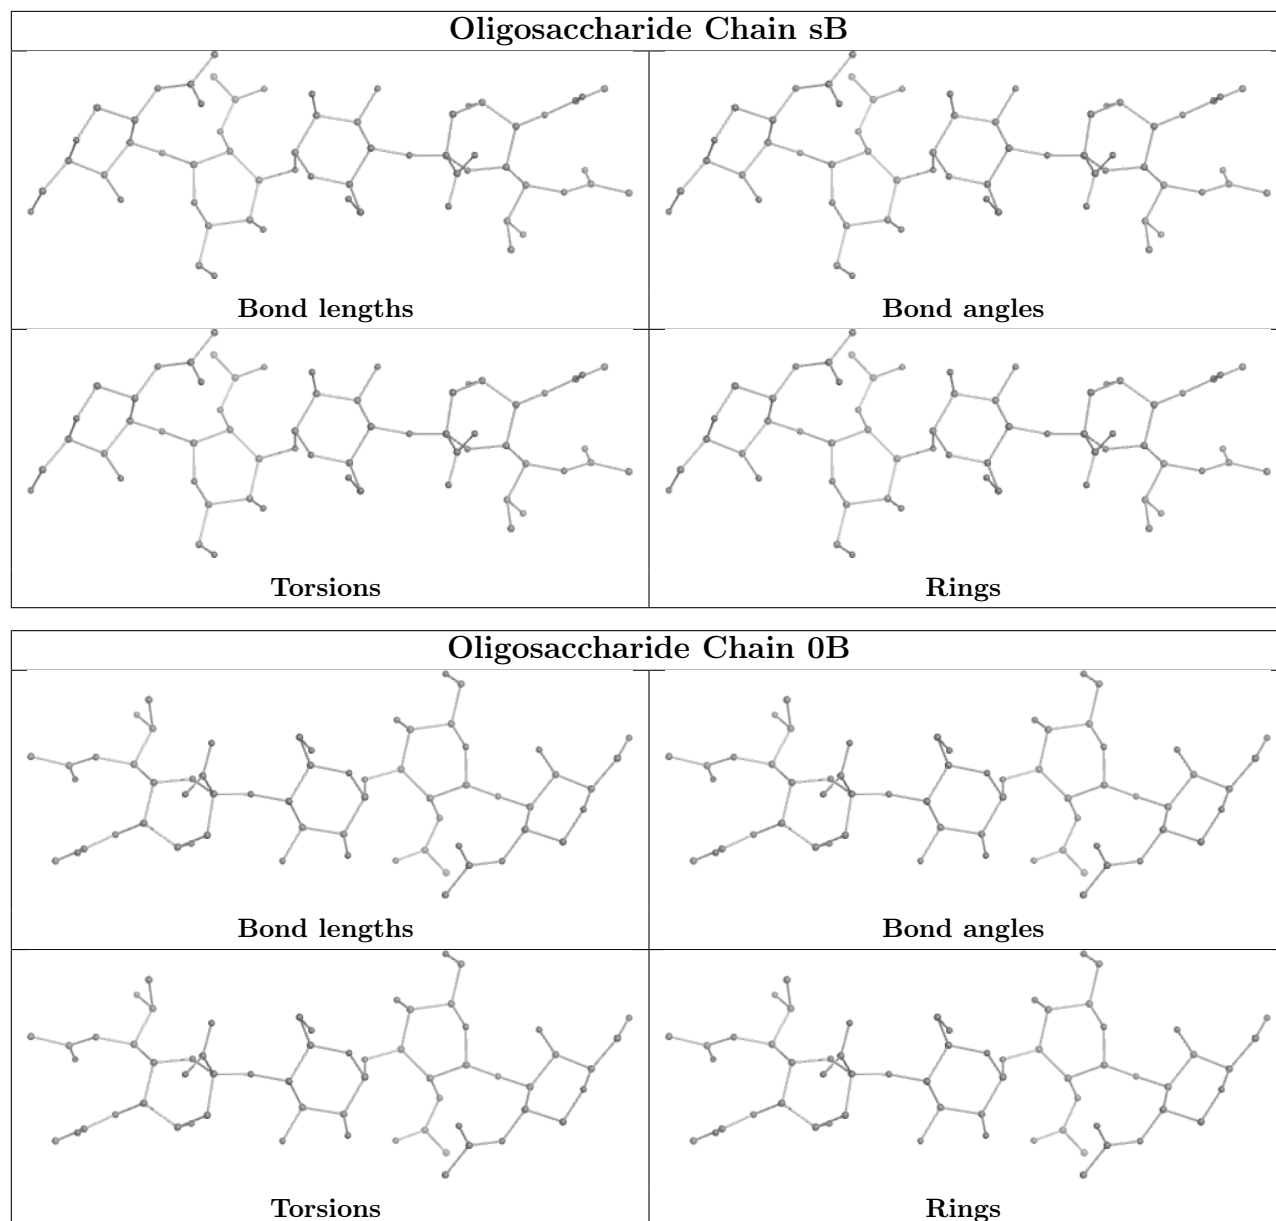 Oligosaccharide Chain sB
Bond lengths
Bond angles
Torsions
Rings
Oligosaccharide Chain 0B
Bond lengths
Bond angles
Torsions
Rings